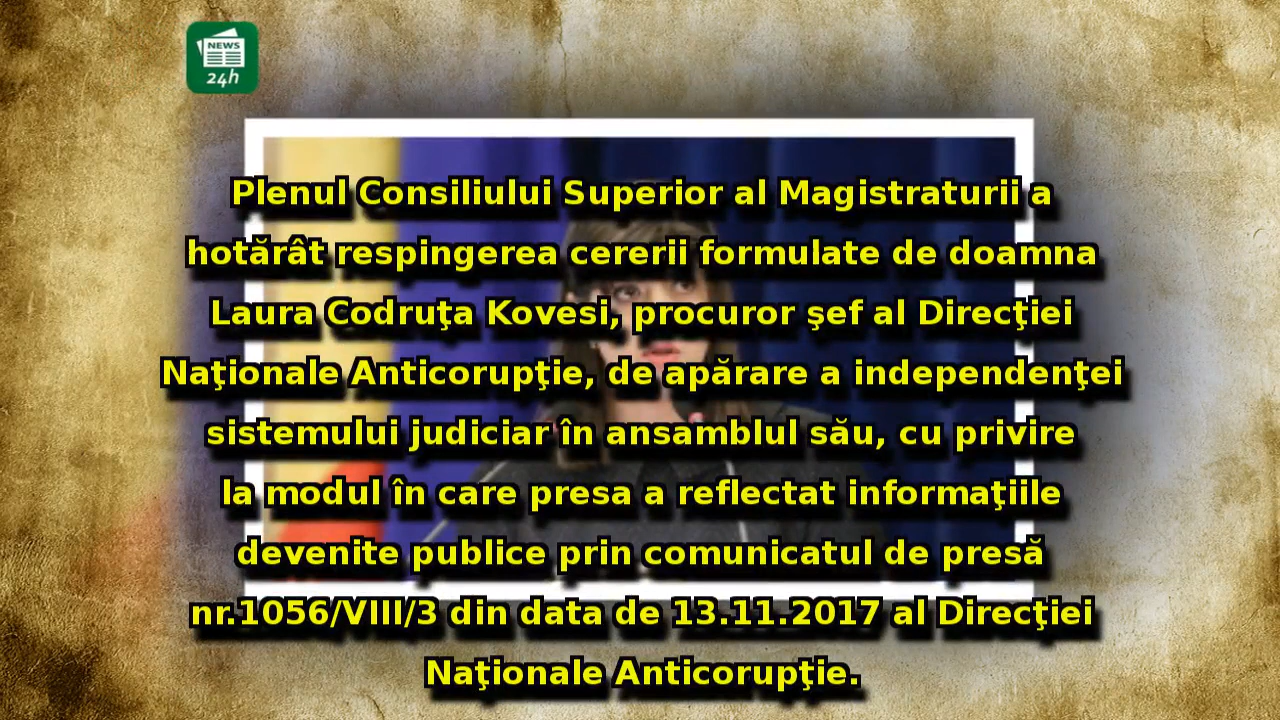 NEWS
24h
Plenul Consiliului Superior al Magistraturii a
hotărât respingerea cererii formulate de doamna
Laura Codruţa Kovesi, procuror şef al Direcţiei
Naţionale Anticorupţie, de apărare a independenţei
sistemului judiciar în ansamblul său, cu privire
la modul în care presa a reflectat informaţiile
devenite publice prin comunicatul de presă
nr.1056/VIII/3 din data de 13.11.2017 al Direcţiei
Naţionale Anticorupţie.